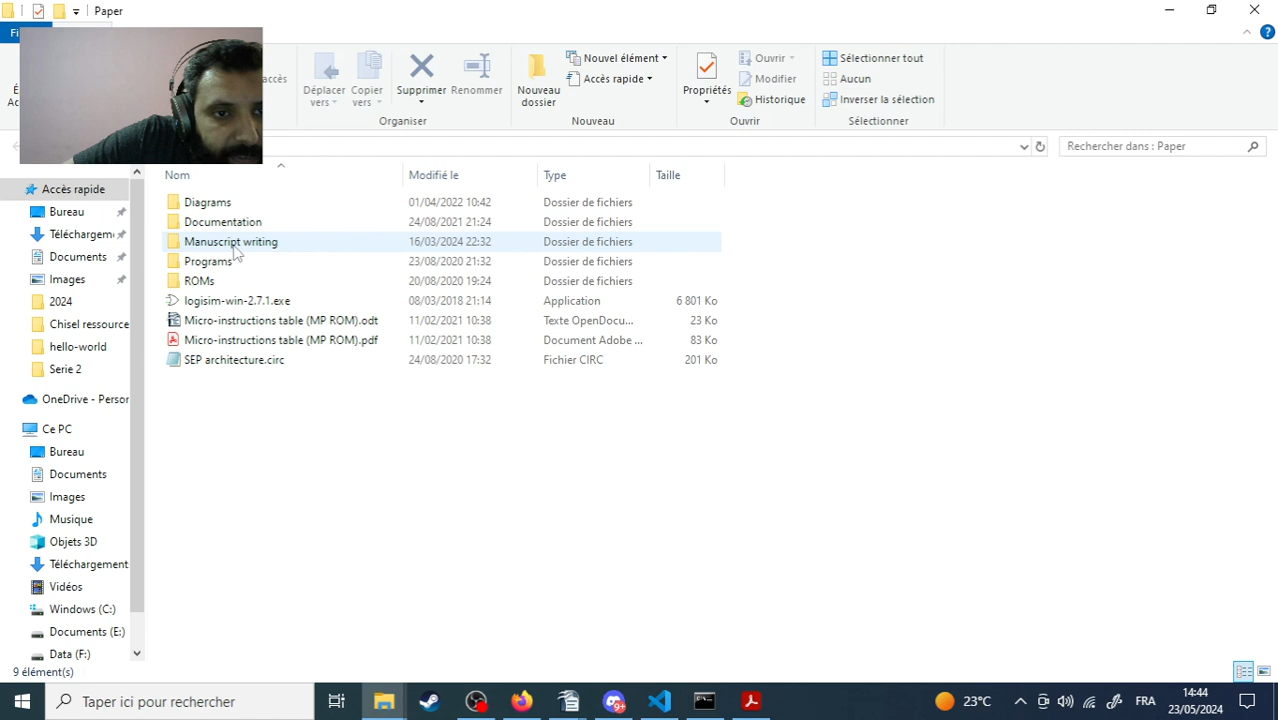 Paper
Fi
accès
É
Ac
Déplacer vers
Copier vers
Supprimer
Renommer
Organiser
Nouveau dossier
Nouvel élément
Accès rapide
Nouveau
Propriétés
Ouvrir
Modifier
Historique
Ouvrir
Sélectionner tout
Aucun
Inverser la sélection
Sélectionner
Rechercher dans : Paper
Nom Modifié le Type Taille
Diagrams 01/04/2022 10:42 Dossier de fichiers
Documentation 24/08/2021 21:24 Dossier de fichiers
Manuscript writing 16/03/2024 22:32 Dossier de fichiers
Programs 23/08/2020 21:32 Dossier de fichiers
ROMs 20/08/2020 19:24 Dossier de fichiers
logisim-win-2.7.1.exe 08/03/2018 21:14 Application 6 801 Ko
Micro-instructions table (MP ROM).odt 11/02/2021 10:38 Texte OpenDocu... 23 Ko
Micro-instructions table (MP ROM).pdf 11/02/2021 10:38 Document Adobe ... 83 Ko
SEP architecture.circ 24/08/2020 17:32 Fichier CIRC 201 Ko
Accès rapide
Bureau
Téléchargem
Documents
Images
2024
Chisel ressource
hello-world
Serie 2
OneDrive - Person
Ce PC
Bureau
Documents
Images
Musique
Objets 3D
Téléchargement
Vidéos
Windows (C:)
Documents (E:)
Data (F:)
9 élément(s)
Taper ici pour rechercher
9+
23°C
FRA
14:44
23/05/2024